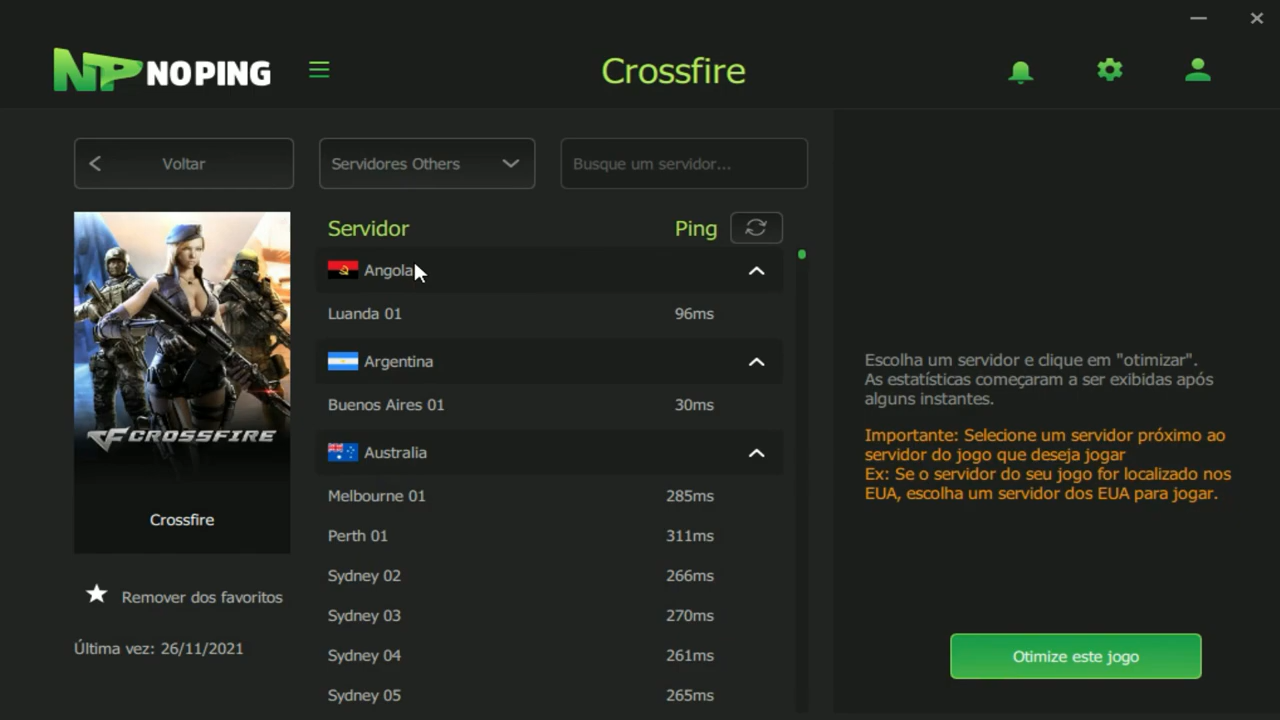 NP NOPING
Crossfire
Voltar
Servidores Others
Busque um servidor...
CF CROSSFIRE
Crossfire
Remover dos favoritos
Última vez: 26/11/2021
Servidor Ping
Angola
Luanda 01 96ms
Argentina
Buenos Aires 01 30ms
Australia
Melbourne 01 285ms
Perth 01 311ms
Sydney 02 266ms
Sydney 03 270ms
Sydney 04 261ms
Sydney 05 265ms
Escolha um servidor e clique em "otimizar".
As estatísticas começaram a ser exibidas após
alguns instantes.
Importante: Selecione um servidor próximo ao
servidor do jogo que deseja jogar
Ex: Se o servidor do seu jogo for localizado nos
EUA, escolha um servidor dos EUA para jogar.
Otimize este jogo